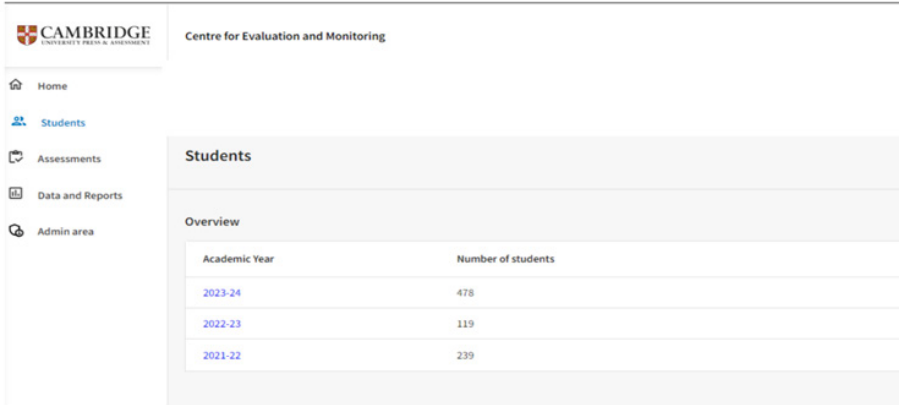 CAMBRIDGE
UNIVERSITY PRESS & ASSESSMENT
Centre for Evaluation and Monitoring
Home
Students
Assessments
Data and Reports
Admin area
Students
Overview
Academic Year Number of students
2023-24 478
2022-23 119
2021-22 239